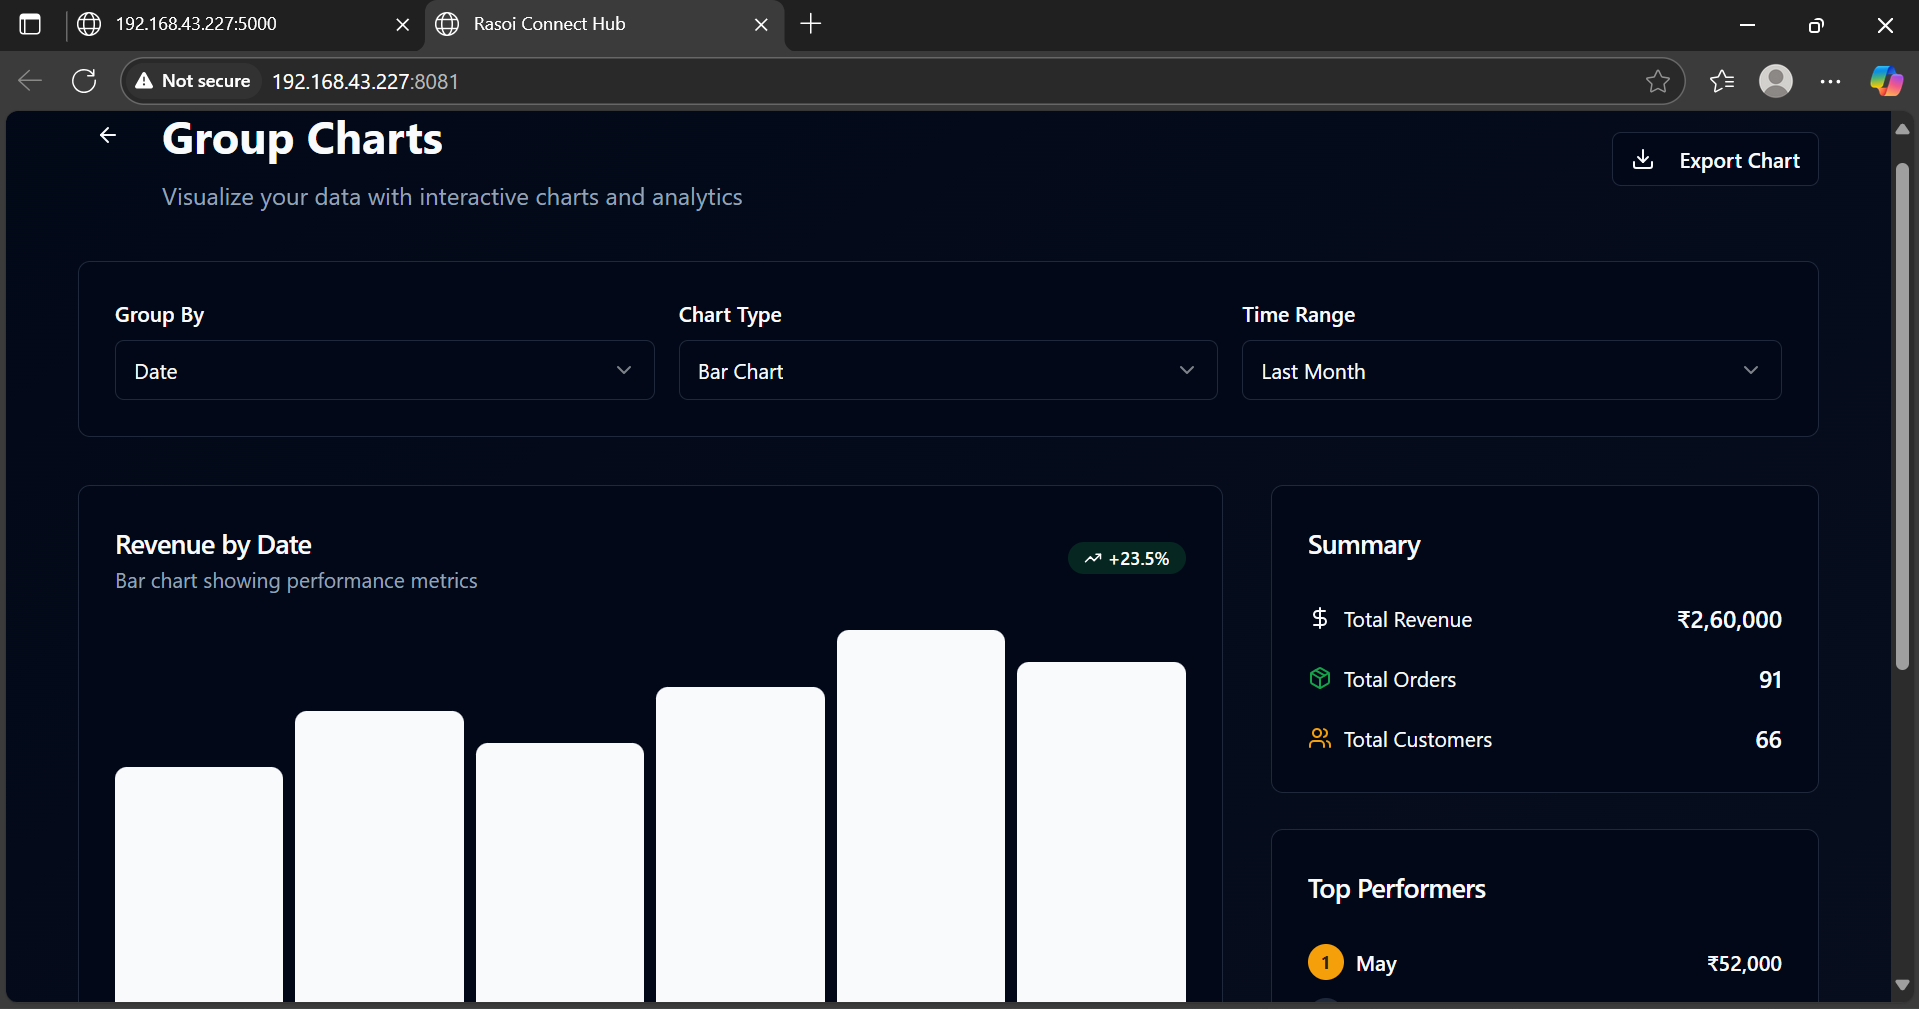 192.168.43.227:5000
Rasoi Connect Hub
Not secure
192.168.43.227:8081
Group Charts
Visualize your data with interactive charts and analytics
Export Chart
Group By
Chart Type
Time Range
Date
Bar Chart
Last Month
Revenue by Date
Bar chart showing performance metrics
+23.5%
Summary
Total Revenue
₹2,60,000
Total Orders
91
Total Customers
66
Top Performers
1
May
₹52,000